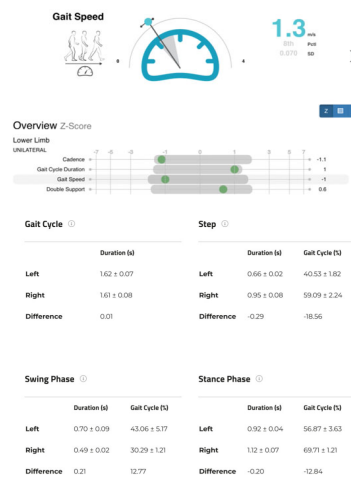 Gait Speed
1.3 m/s
Pctl
0.070 SD
0
4
Z
Overview Z-Score
Lower Limb
UNILATERAL
-7 -5 -3 -1 0 1 3 5 7
Cadence -1.1
Gait Cycle Duration 1
Gait Speed -1
Double Support 0.6
Gait Cycle
Duration (s)
Left 1.62 ± 0.07
Right 1.61 ± 0.08
Difference 0.01
Step
Duration (s) Gait Cycle (%)
Left 0.66 ± 0.02 40.53 ± 1.82
Right 0.95 ± 0.08 59.09 ± 2.24
Difference -0.29 -18.56
Swing Phase
Duration (s) Gait Cycle (%)
Left 0.70 ± 0.09 43.06 ± 5.17
Right 0.49 ± 0.02 30.29 ± 1.21
Difference 0.21 12.77
Stance Phase
Duration (s) Gait Cycle (%)
Left 0.92 ± 0.04 56.87 ± 3.63
Right 1.12 ± 0.07 69.71 ± 1.21
Difference -0.20 -12.84